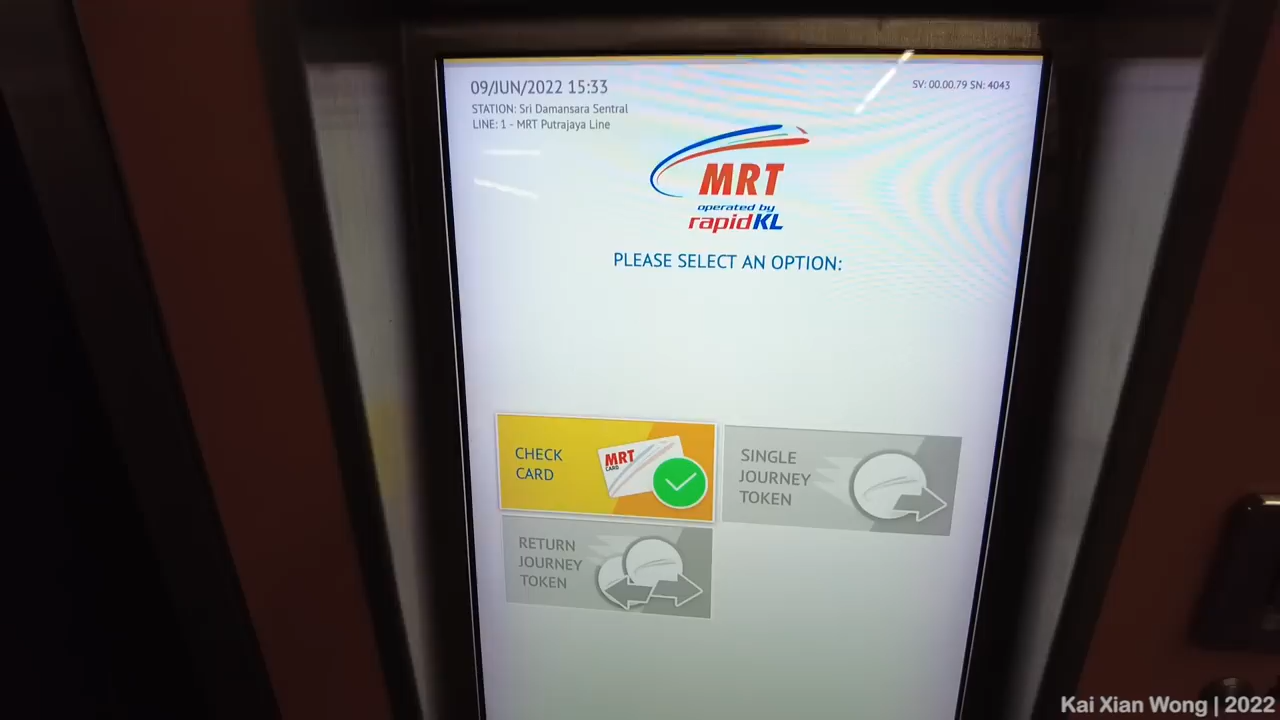 09/JUN/2022 15:33
SV: 00.00.79 SN: 4043
STATION: Sri Damansara Sentral
LINE: 1 - MRT Putrajaya Line
MRT
operated by
rapidKL
PLEASE SELECT AN OPTION:
CHECK
CARD
MRT
CARD
SINGLE
JOURNEY
TOKEN
RETURN
JOURNEY
TOKEN
Kai Xian Wong | 2022